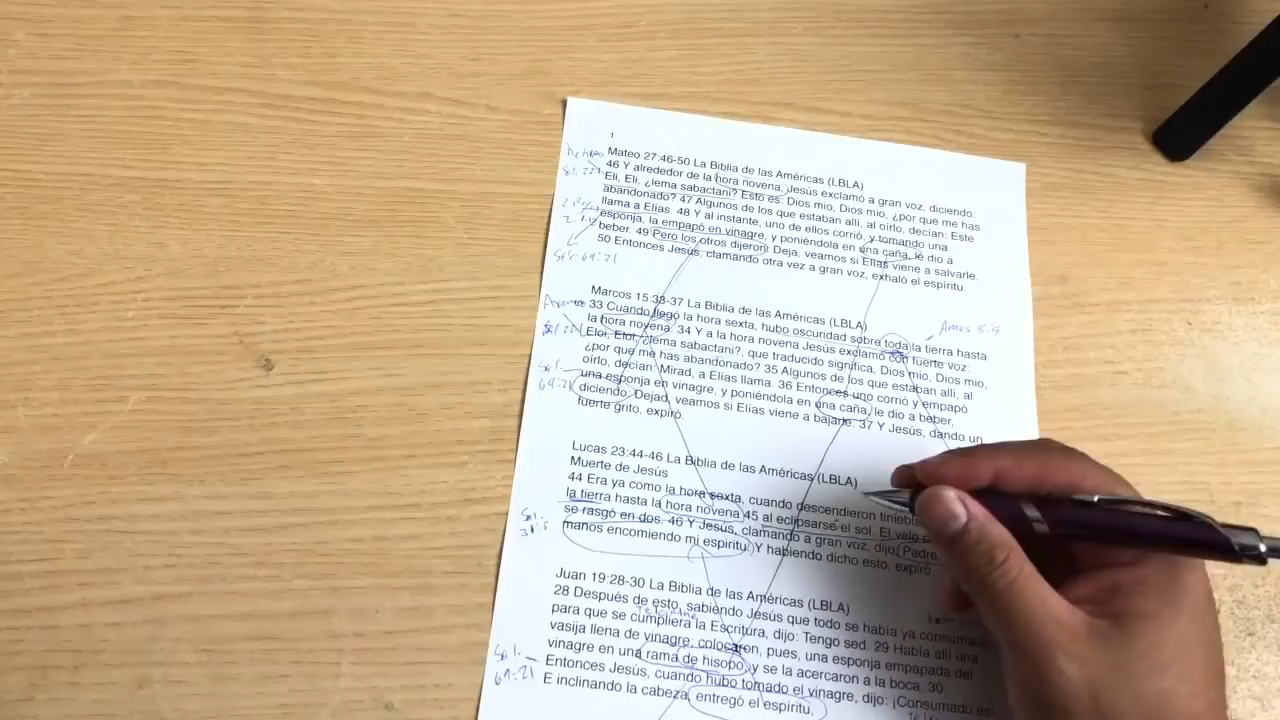 1
Mateo 27:46-50 La Biblia de las Américas (LBLA)
46 Y alrededor de la hora novena, Jesús exclamó a gran voz, diciendo:
Eli, Eli, ¿lema sabactani? Esto es: Dios mío, Dios mío, ¿por qué me has
abandonado? 47 Algunos de los que estaban allí, al oírlo, decían: Este
llama a Elías. 48 Y al instante, uno de ellos corrió, y tomando una
esponja, la empapó en vinagre, y poniéndola en una caña, le dio a
beber. 49 Pero los otros dijeron: Deja, veamos si Elías viene a salvarle.
50 Entonces Jesús, clamando otra vez a gran voz, exhaló el espíritu.
Sal. 69:21
Marcos 15:33-37 La Biblia de las Américas (LBLA)
33 Cuando llegó la hora sexta, hubo oscuridad sobre toda la tierra hasta
Amos 8:9
la hora novena. 34 Y a la hora novena Jesús exclamó con fuerte voz:
Eloi, Eloi, ¿lema sabactani?, que traducido significa, Dios mío, Dios mío,
¿por qué me has abandonado? 35 Algunos de los que estaban allí, al
oírlo, decían: Mirad, a Elías llama. 36 Entonces uno corrió y empapó
una esponja en vinagre, y poniéndola en una caña, le dio a beber,
diciendo: Dejad, veamos si Elías viene a bajarle. 37 Y Jesús, dando un
fuerte grito, expiró.
Sal. 69:21
Lucas 23:44-46 La Biblia de las Américas (LBLA)
Muerte de Jesús
44 Era ya como la hora sexta, cuando descendieron
la tierra hasta la hora novena 45 al eclipsarse el sol. El velo
se rasgó en dos. 46 Y Jesús, clamando a gran voz, dijo: Padre,
manos encomiendo mi espíritu. Y habiendo dicho esto, expiró.
Sal. 31:5
Juan 19:28-30 La Biblia de las Américas (LBLA)
28 Después de esto, sabiendo Jesús que todo se había ya
para que se cumpliera la Escritura, dijo: Tengo sed. 29 Había allí una
vasija llena de vinagre; colocaron, pues, una esponja empapada del
vinagre en una rama de hisopo, y se la acercaron a la boca. 30
Entonces Jesús, cuando hubo tomado el vinagre, dijo: ¡Consumado es!
E inclinando la cabeza, entregó el espíritu.
Sal. 69:21